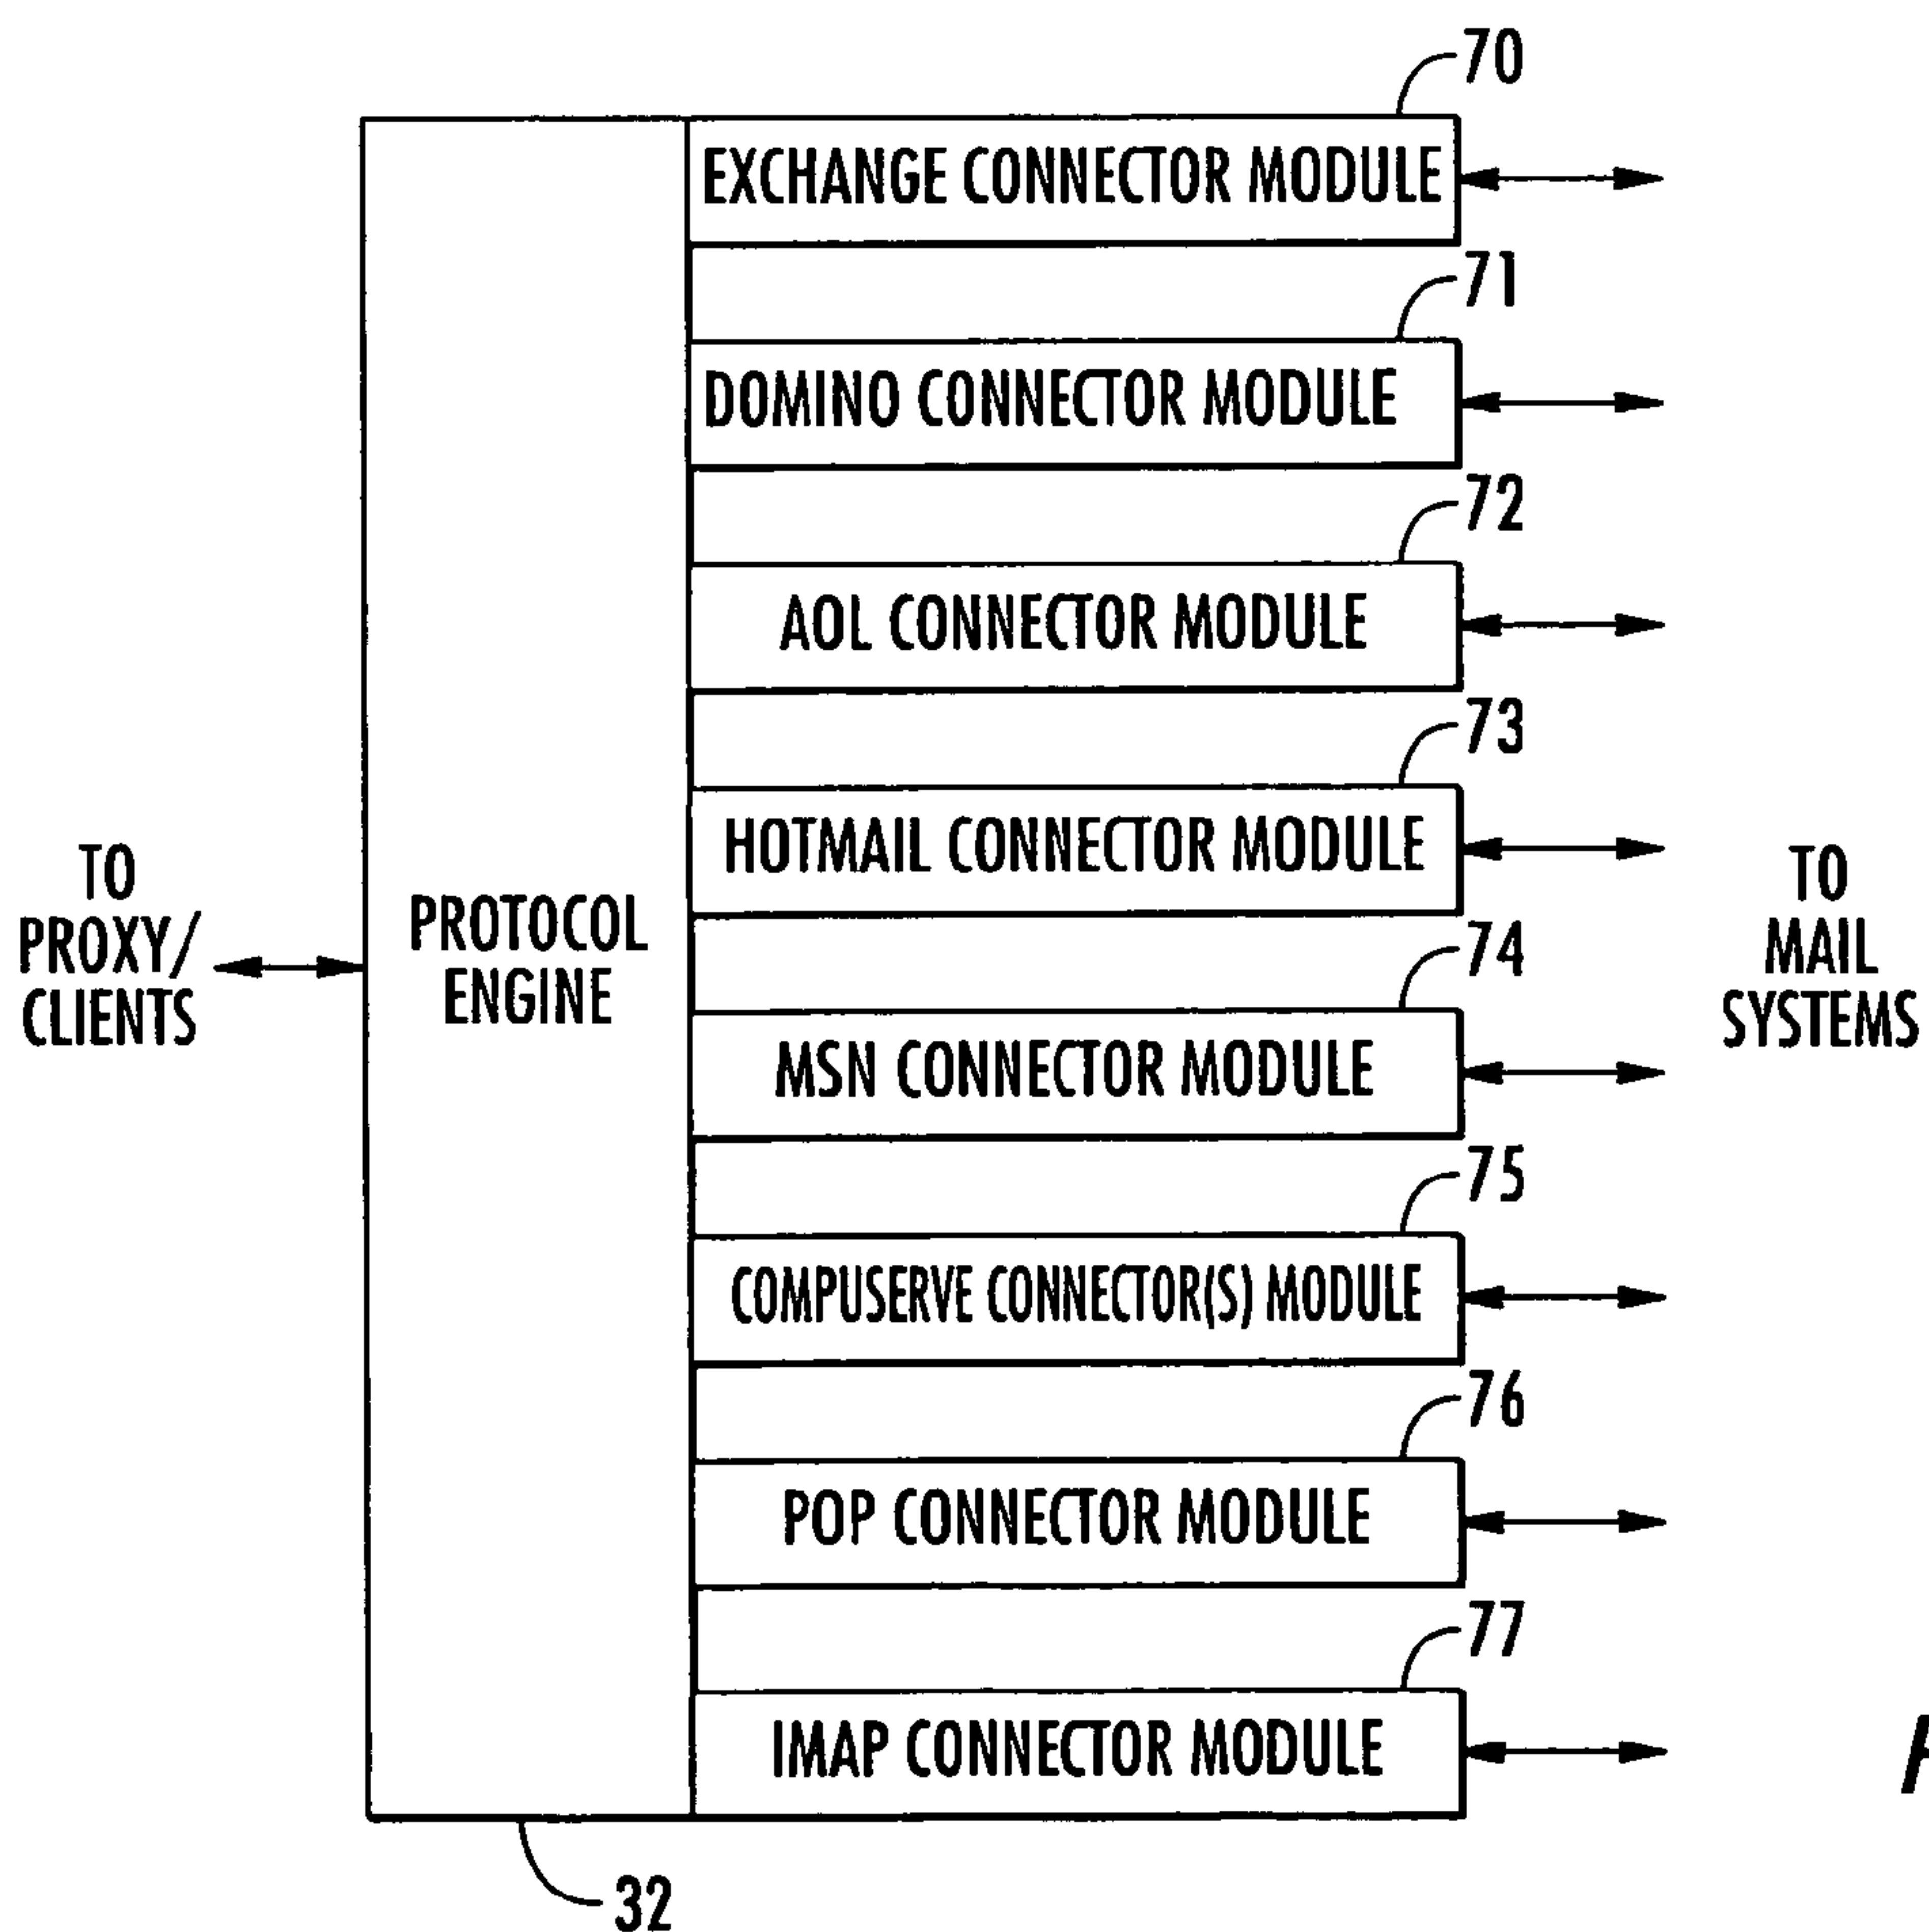 70
EXCHANGE CONNECTOR MODULE
71
DOMINO CONNECTOR MODULE
72
AOL CONNECTOR MODULE
73
HOTMAIL CONNECTOR MODULE
TO
PROXY/
CLIENTS
PROTOCOL
ENGINE
TO
MAIL
SYSTEMS
74
MSN CONNECTOR MODULE
75
COMPUSERVE CONNECTOR(S) MODULE
76
POP CONNECTOR MODULE
77
IMAP CONNECTOR MODULE
32